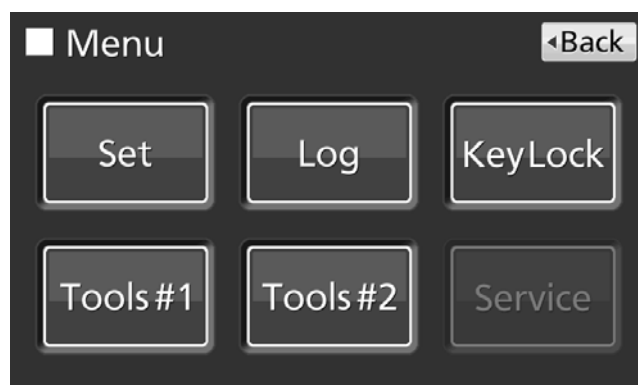 Menu
Back
Set
Log
KeyLock
Tools#1
Tools#2
Service